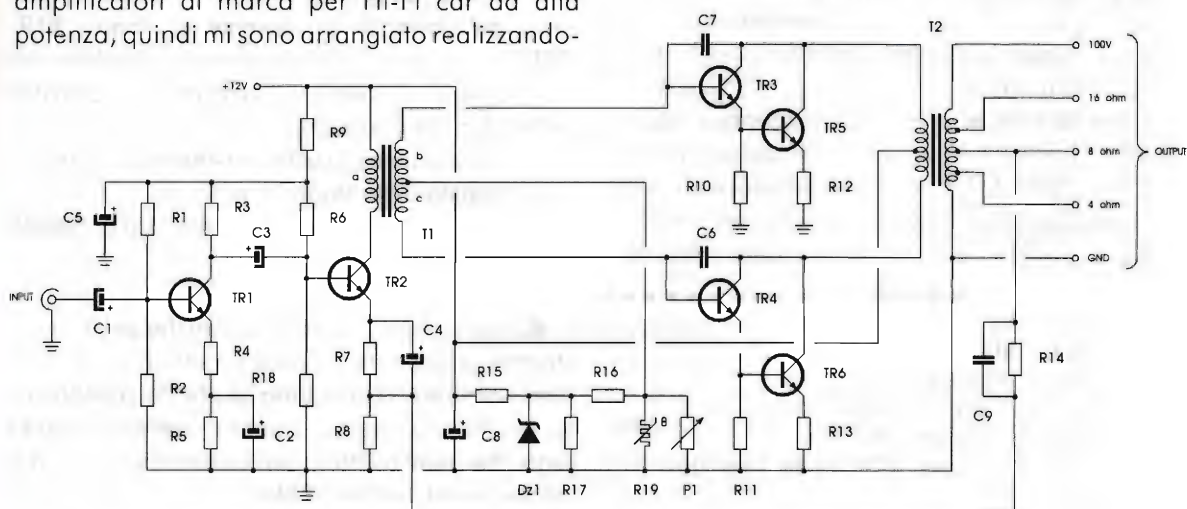 amplificatori di marca per Hi-Fi car ad alta
potenza, quindi mi sono arrangiato realizzando-
C7
T2
100V
+12V
TR3
16 ohm
R9
b
TR5
8 ohm
OUTPUT
a
c
R10
R12
4 ohm
C5
R1
R3
R6
T1
C3
C6
GND
INPUT
TR1
TR2
TR4
C1
C4
R4
R7
R15
R16
TR6
R14
R2
R18
C9
R5
C2
R8
C8
θ
R13
Dz1
R17
R19
P1
R11